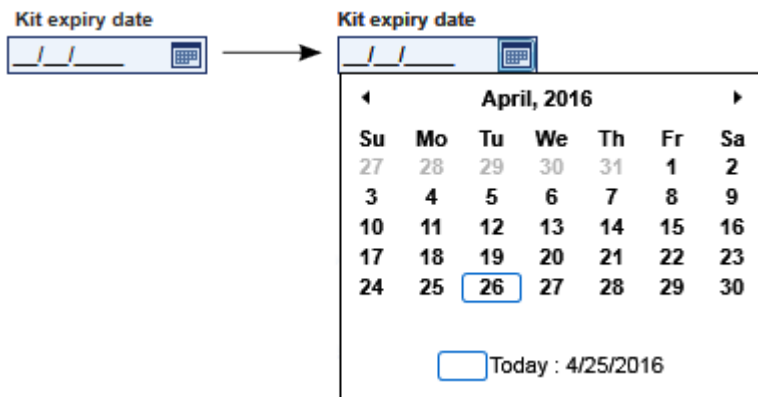 Kit expiry date
__/__/____
Kit expiry date
__/__/____
April, 2016
Su Mo Tu We Th Fr Sa
27 28 29 30 31 1 2
3 4 5 6 7 8 9
10 11 12 13 14 15 16
17 18 19 20 21 22 23
24 25 26 27 28 29 30
Today : 4/25/2016